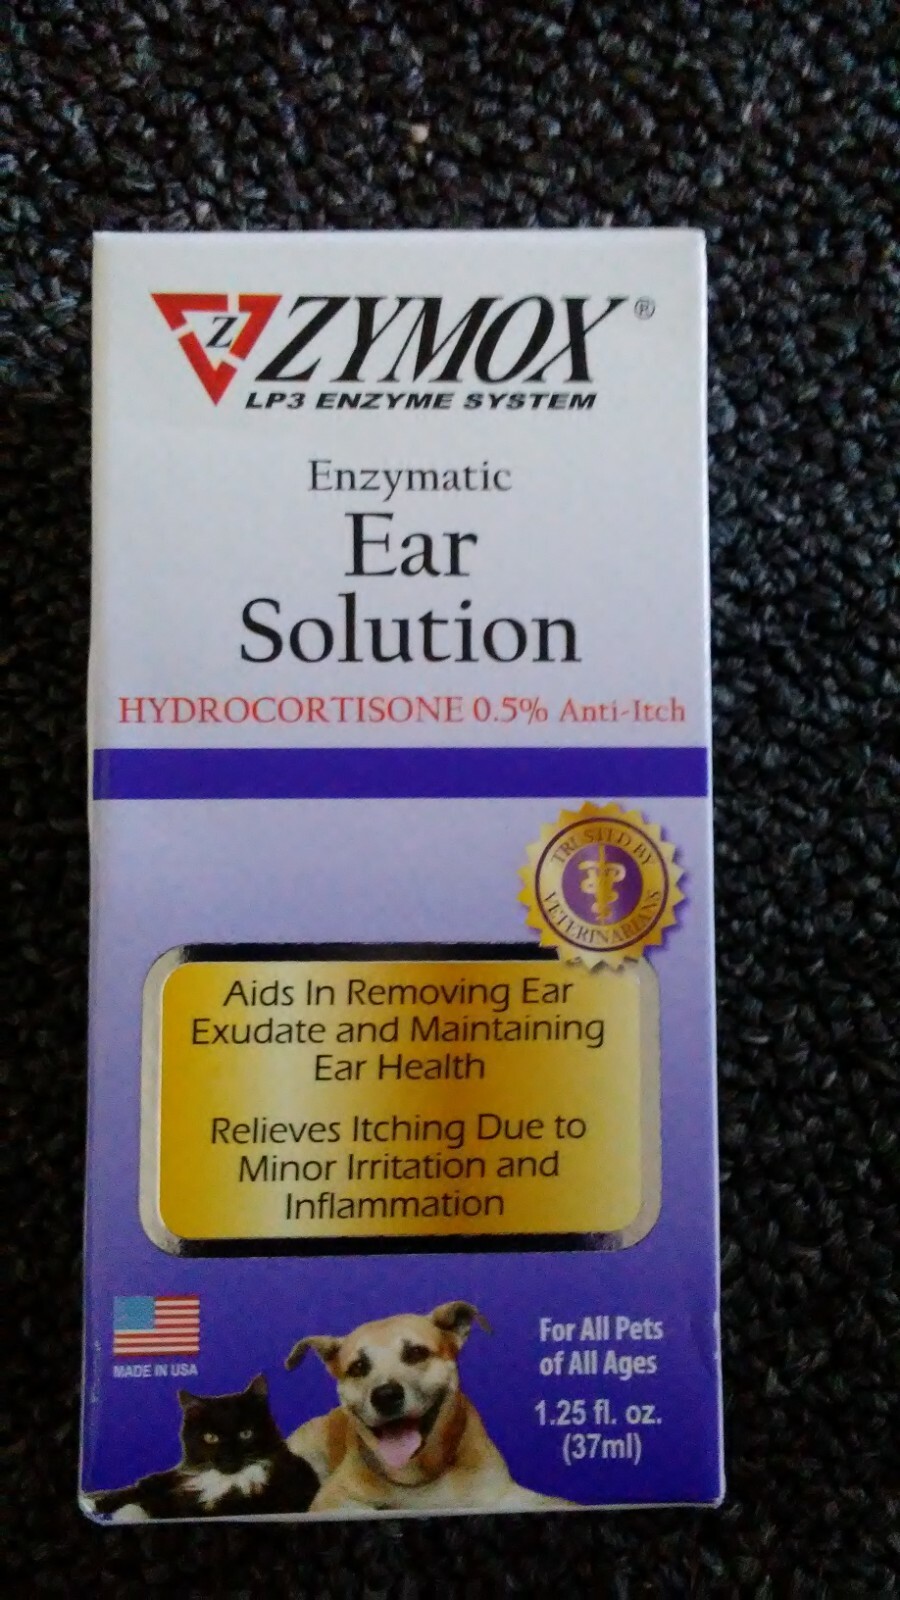 Z ZYMOX®
LP3 ENZYME SYSTEM
Enzymatic
Ear
Solution
HYDROCORTISONE 0.5% Anti-Itch
TRUSTED BY
VETERINARIANS
Aids In Removing Ear
Exudate and Maintaining
Ear Health
Relieves Itching Due to
Minor Irritation and
Inflammation
MADE IN USA
For All Pets
of All Ages
1.25 fl. oz.
(37ml)